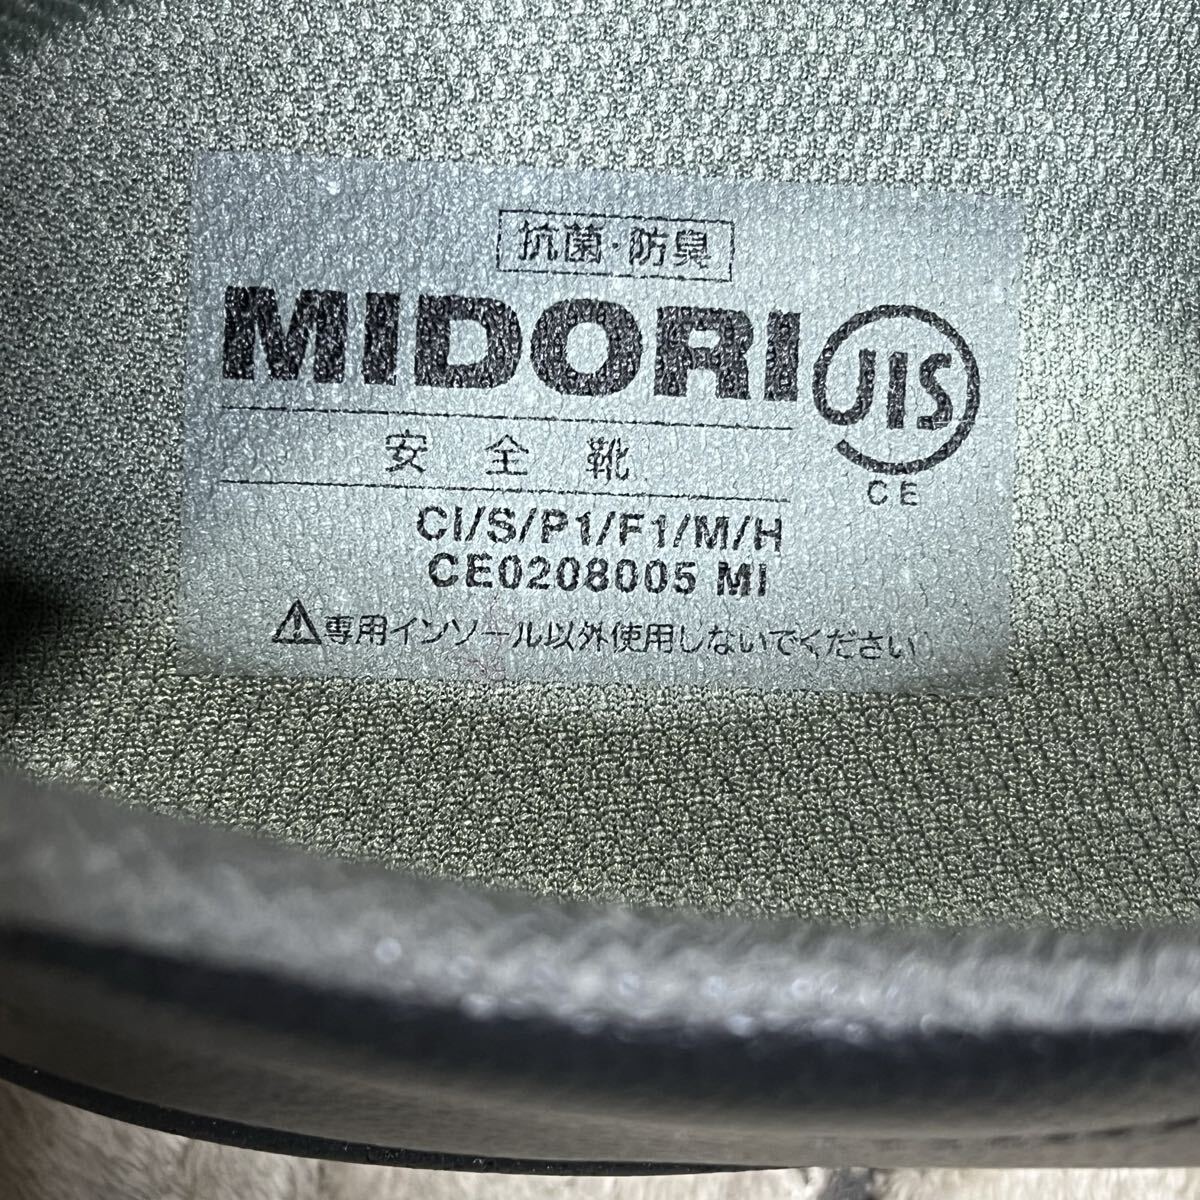 抗菌・防臭
MIDORI
JIS
CE
安全靴
CI/S/P1/F1/M/H
CE0208005 MI
⚠専用インソール以外使用しないでください